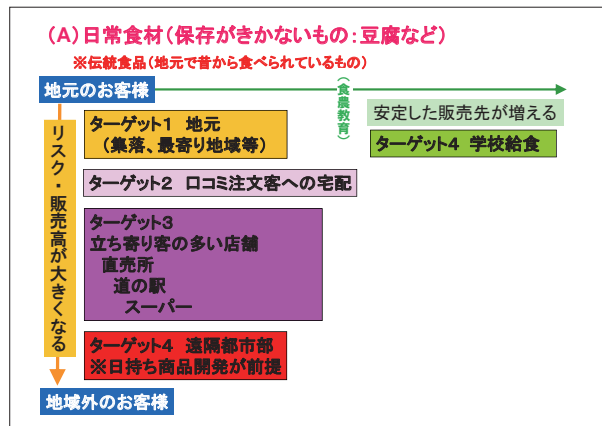 (A)日常食材(保存がきかないもの:豆腐など)
※伝統食品(地元で昔から食べられているもの)
地元のお客様
(食農教育)
安定した販売先が増える
ターゲット4 学校給食
リスク・販売高が大きくなる
ターゲット1 地元
(集落、最寄り地域等)
ターゲット2 口コミ注文客への宅配
ターゲット3
立ち寄り客の多い店舗
直売所
道の駅
スーパー
ターゲット4 遠隔都市部
※日持ち商品開発が前提
地域外のお客様